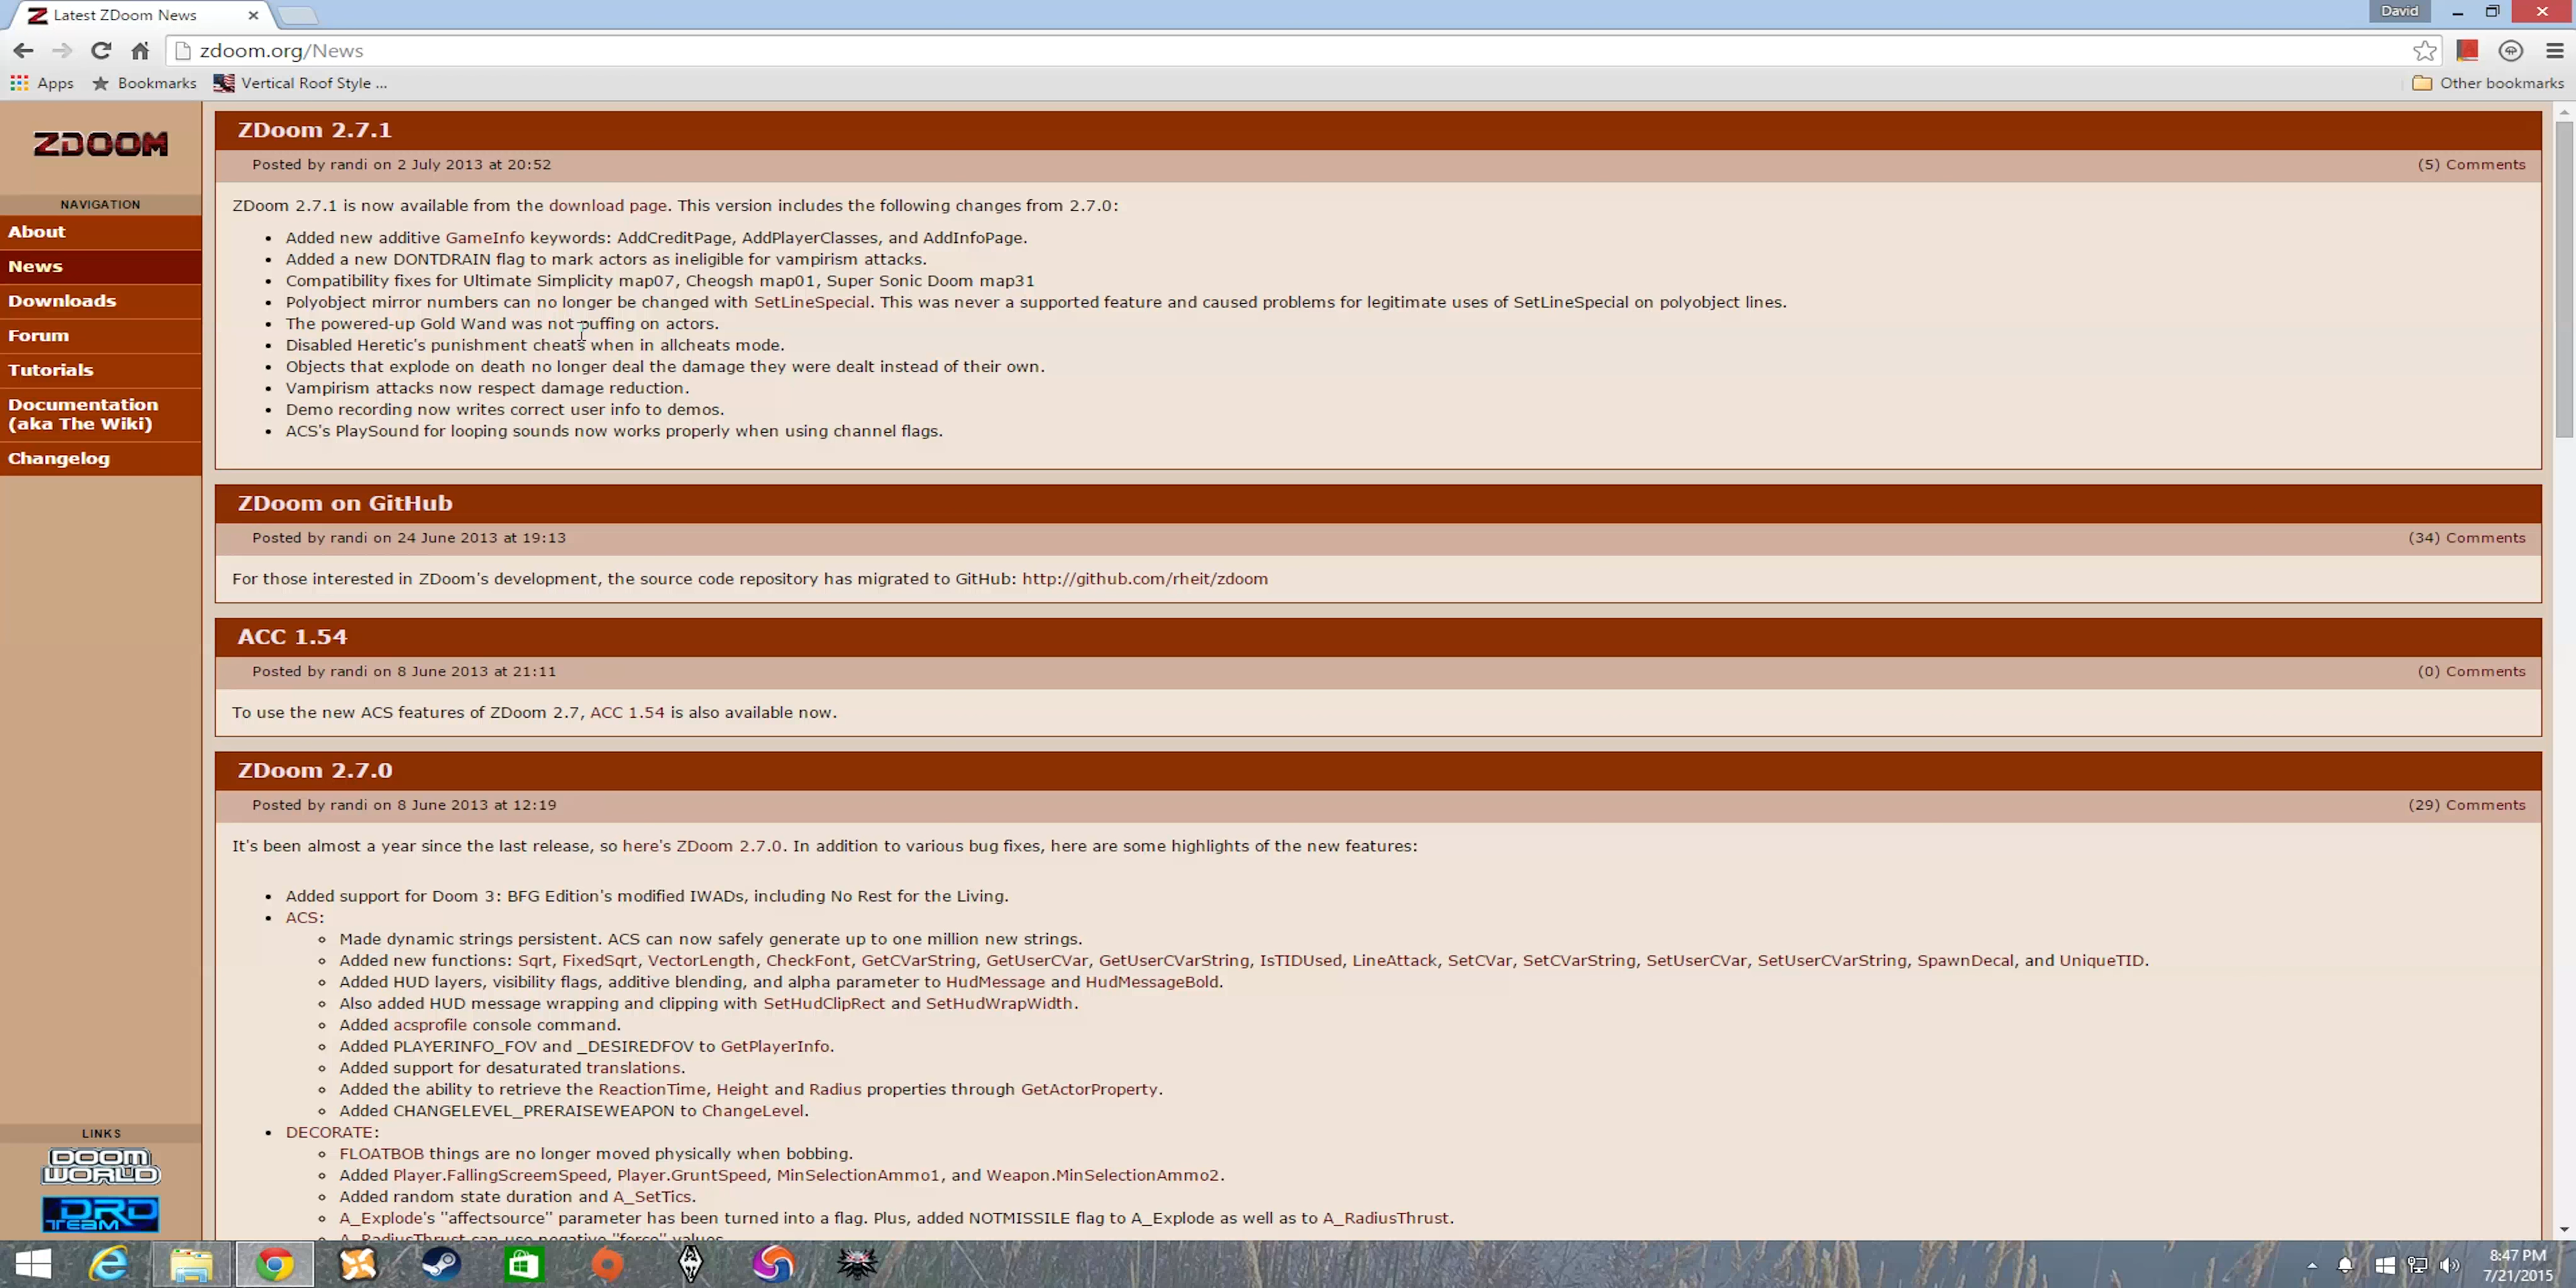 Latest ZDoom News
David
zdoom.org/News
Apps
Bookmarks
Vertical Roof Style ...
Other bookmarks
ZDOOM
NAVIGATION
About
News
Downloads
Forum
Tutorials
Documentation
(aka The Wiki)
Changelog
ZDoom 2.7.1
Posted by randi on 2 July 2013 at 20:52
(5) Comments
ZDoom 2.7.1 is now available from the download page. This version includes the following changes from 2.7.0:
• Added new additive GameInfo keywords: AddCreditPage, AddPlayerClasses, and AddInfoPage.
• Added a new DONTDRAIN flag to mark actors as ineligible for vampirism attacks.
• Compatibility fixes for Ultimate Simplicity map07, Cheogsh map01, Super Sonic Doom map31
• Polyobject mirror numbers can no longer be changed with SetLineSpecial. This was never a supported feature and caused problems for legitimate uses of SetLineSpecial on polyobject lines.
• The powered-up Gold Wand was not puffing on actors.
• Disabled Heretic's punishment cheats when in allcheats mode.
• Objects that explode on death no longer deal the damage they were dealt instead of their own.
• Vampirism attacks now respect damage reduction.
• Demo recording now writes correct user info to demos.
• ACS's PlaySound for looping sounds now works properly when using channel flags.
ZDoom on GitHub
Posted by randi on 24 June 2013 at 19:13
(34) Comments
For those interested in ZDoom's development, the source code repository has migrated to GitHub: http://github.com/rheit/zdoom
ACC 1.54
Posted by randi on 8 June 2013 at 21:11
(0) Comments
To use the new ACS features of ZDoom 2.7, ACC 1.54 is also available now.
ZDoom 2.7.0
Posted by randi on 8 June 2013 at 12:19
(29) Comments
It's been almost a year since the last release, so here's ZDoom 2.7.0. In addition to various bug fixes, here are some highlights of the new features:
• Added support for Doom 3: BFG Edition's modified IWADs, including No Rest for the Living.
• ACS:
◦ Made dynamic strings persistent. ACS can now safely generate up to one million new strings.
◦ Added new functions: Sqrt, FixedSqrt, VectorLength, CheckFont, GetCVarString, GetUserCVar, GetUserCVarString, IsTIDUsed, LineAttack, SetCVar, SetCVarString, SetUserCVar, SetUserCVarString, SpawnDecal, and UniqueTID.
◦ Added HUD layers, visibility flags, additive blending, and alpha parameter to HudMessage and HudMessageBold.
◦ Also added HUD message wrapping and clipping with SetHudClipRect and SetHudWrapWidth.
◦ Added acsprofile console command.
◦ Added PLAYERINFO_FOV and _DESIREDFOV to GetPlayerInfo.
◦ Added support for desaturated translations.
◦ Added the ability to retrieve the ReactionTime, Height and Radius properties through GetActorProperty.
◦ Added CHANGELEVEL_PRERAISEWEAPON to ChangeLevel.
• DECORATE:
◦ FLOATBOB things are no longer moved physically when bobbing.
◦ Added Player.FallingScreemSpeed, Player.GruntSpeed, MinSelectionAmmo1, and Weapon.MinSelectionAmmo2.
◦ Added random state duration and A_SetTics.
◦ A_Explode's "affectsource" parameter has been turned into a flag. Plus, added NOTMISSILE flag to A_Explode as well as to A_RadiusThrust.
◦ A_RadiusThrust can use negative "force" values.
LINKS
DOOM
WORLD
DRD
TEAM
8:47 PM
7/21/2015